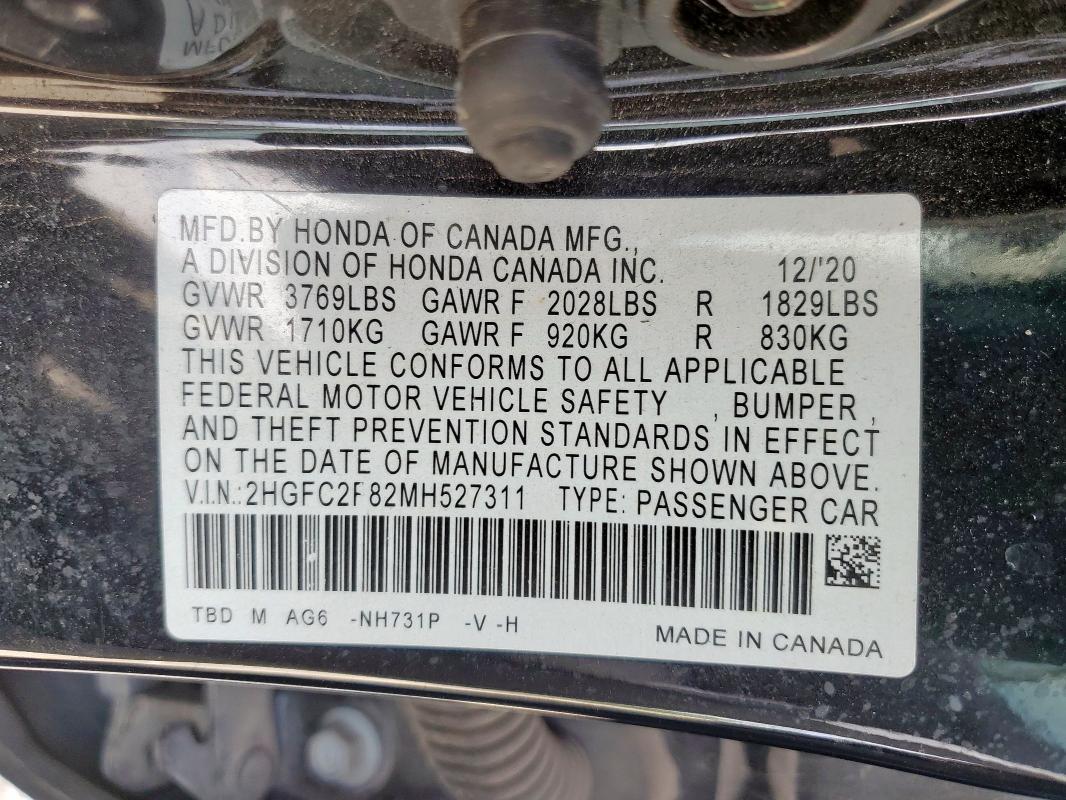 MFD.BY HONDA OF CANADA MFG.,
A DIVISION OF HONDA CANADA INC. 12/'20
GVWR 3769LBS GAWR F 2028LBS R 1829LBS
GVWR 1710KG GAWR F 920KG R 830KG
THIS VEHICLE CONFORMS TO ALL APPLICABLE
FEDERAL MOTOR VEHICLE SAFETY , BUMPER ,
AND THEFT PREVENTION STANDARDS IN EFFECT
ON THE DATE OF MANUFACTURE SHOWN ABOVE.
V.I.N.:2HGFC2F82MH527311 TYPE: PASSENGER CAR
TBD M AG6 -NH731P -V -H
MADE IN CANADA